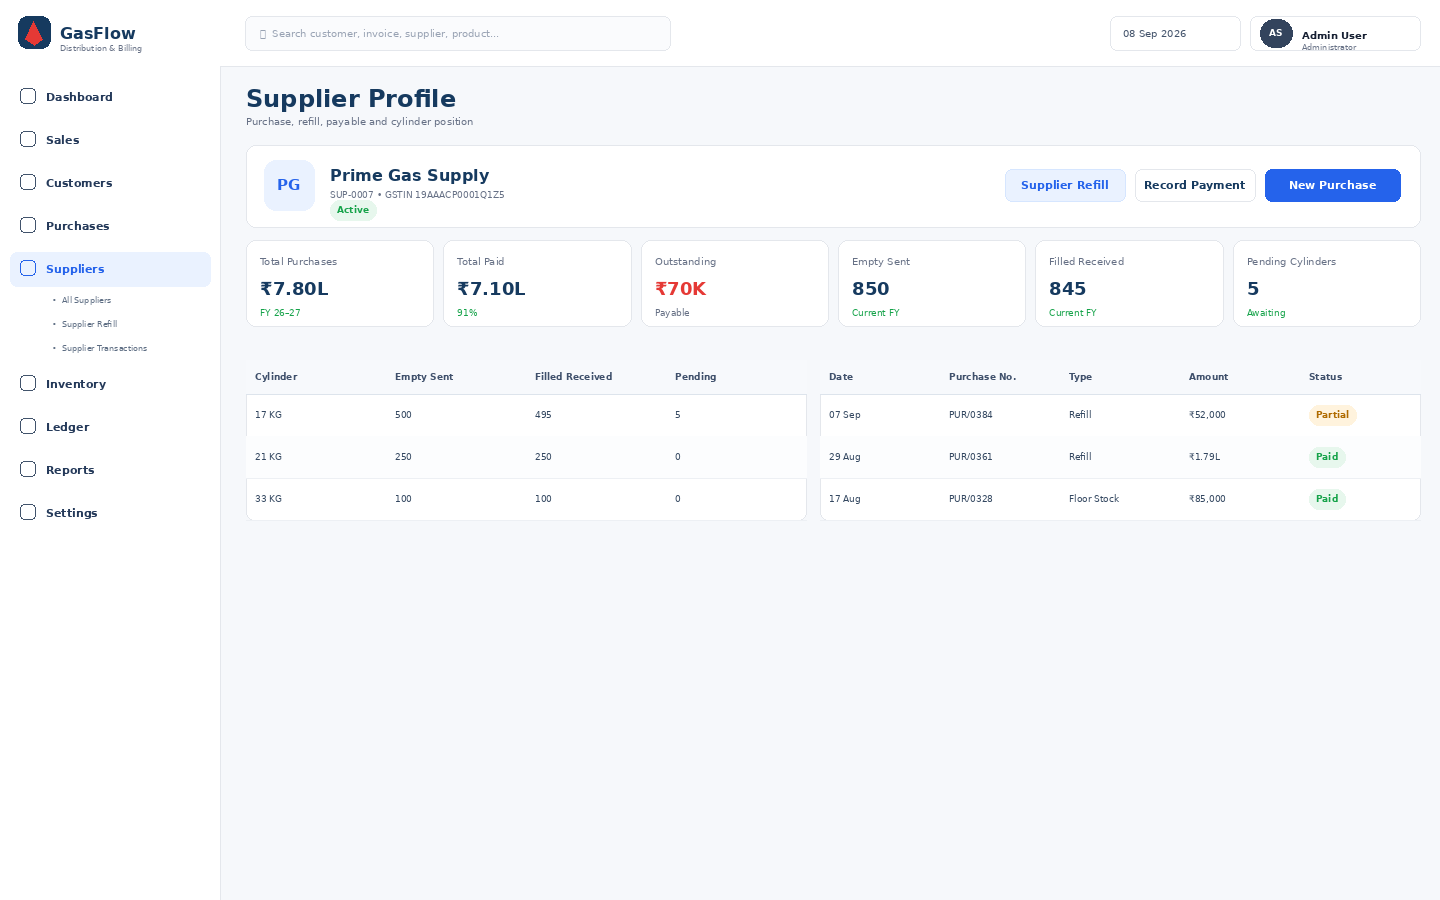 GasFlow
Distribution & Billing
Search customer, invoice, supplier, product...
08 Sep 2026
AS
Admin User
Administrator
Dashboard
Sales
Customers
Purchases
Suppliers
• All Suppliers
• Supplier Refill
• Supplier Transactions
Inventory
Ledger
Reports
Settings
Supplier Profile
Purchase, refill, payable and cylinder position
PG
Prime Gas Supply
SUP-0007 • GSTIN 19AAACP0001Q1Z5
Active
Supplier Refill
Record Payment
New Purchase
Total Purchases
₹7.80L
FY 26–27
Total Paid
₹7.10L
91%
Outstanding
₹70K
Payable
Empty Sent
850
Current FY
Filled Received
845
Current FY
Pending Cylinders
5
Awaiting
Cylinder Empty Sent Filled Received Pending
17 KG 500 495 5
21 KG 250 250 0
33 KG 100 100 0
Date Purchase No. Type Amount Status
07 Sep PUR/0384 Refill ₹52,000 Partial
29 Aug PUR/0361 Refill ₹1.79L Paid
17 Aug PUR/0328 Floor Stock ₹85,000 Paid